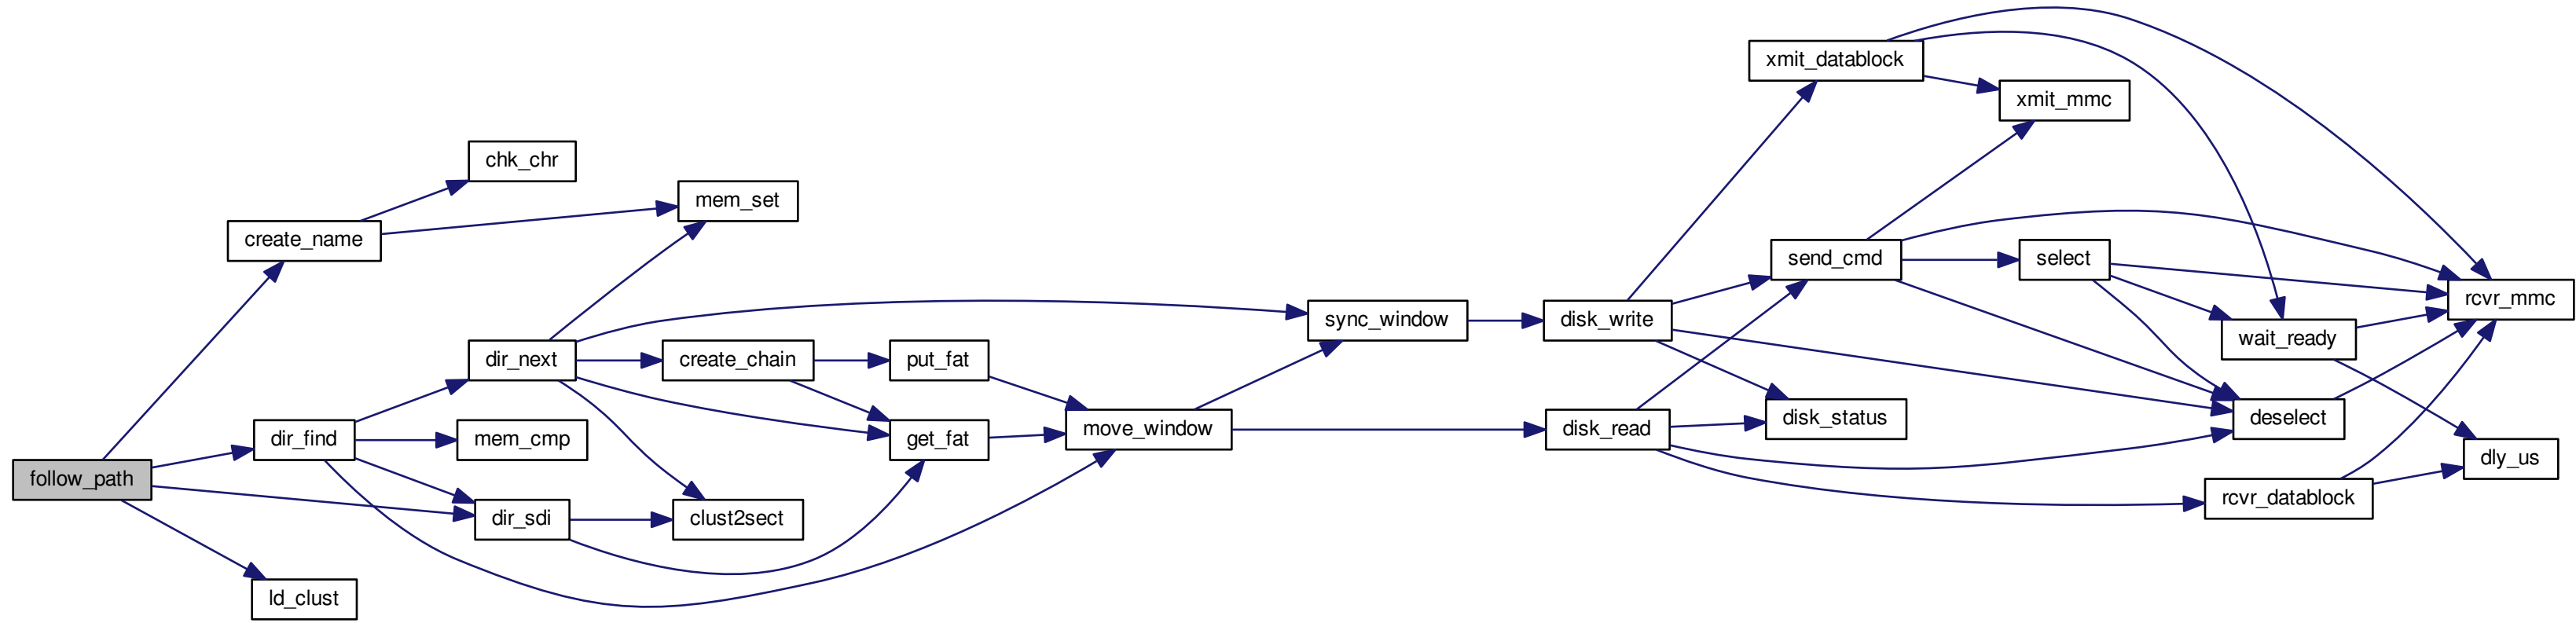 follow_path
create_name
dir_find
dir_sdi
ld_clust
chk_chr
mem_set
dir_next
mem_cmp
create_chain
clust2sect
put_fat
get_fat
move_window
sync_window
disk_write
disk_read
xmit_datablock
xmit_mmc
send_cmd
select
disk_status
wait_ready
deselect
rcvr_datablock
rcvr_mmc
dly_us